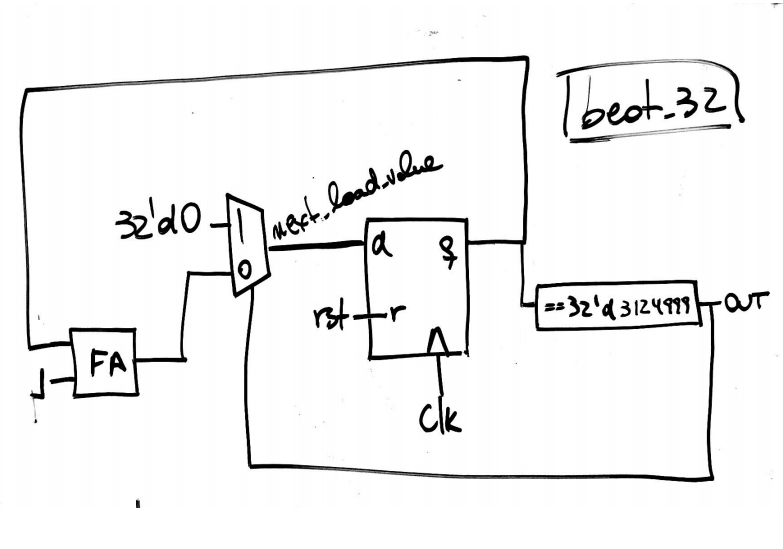 beat_32
next_load_value
32'd0
1
0
d
q
rst
r
==32'd3124999
OUT
FA
1
Clk